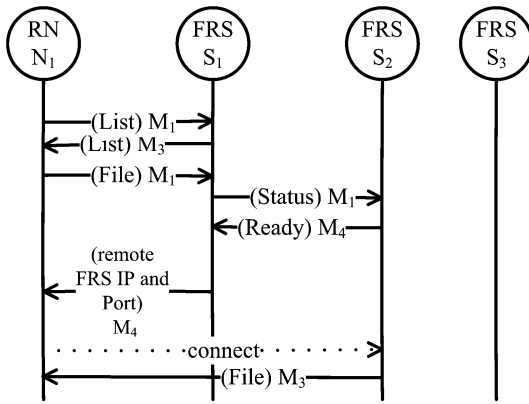 RN FRS FRS FRS
N₁ S₁ S₂ S₃
(List) M₁
(List) M₃
(File) M₁
(Status) M₁
(Ready) M₄
(remote
FRS IP and
Port)
M₄
connect
(File) M₃